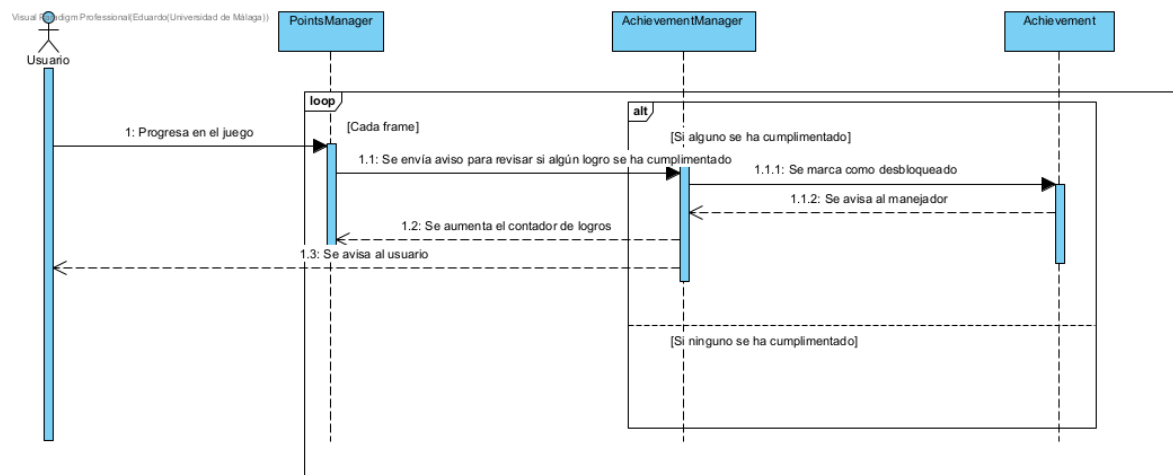 Visual Paradigm Professional(Eduardo(Universidad de Málaga))
Usuario
PointsManager
AchievementManager
Achievement
loop
alt
[Cada frame]
[Si alguno se ha cumplimentado]
1: Progresa en el juego
1.1: Se envía aviso para revisar si algún logro se ha cumplimentado
1.1.1: Se marca como desbloqueado
1.1.2: Se avisa al manejador
1.2: Se aumenta el contador de logros
1.3: Se avisa al usuario
[Si ninguno se ha cumplimentado]